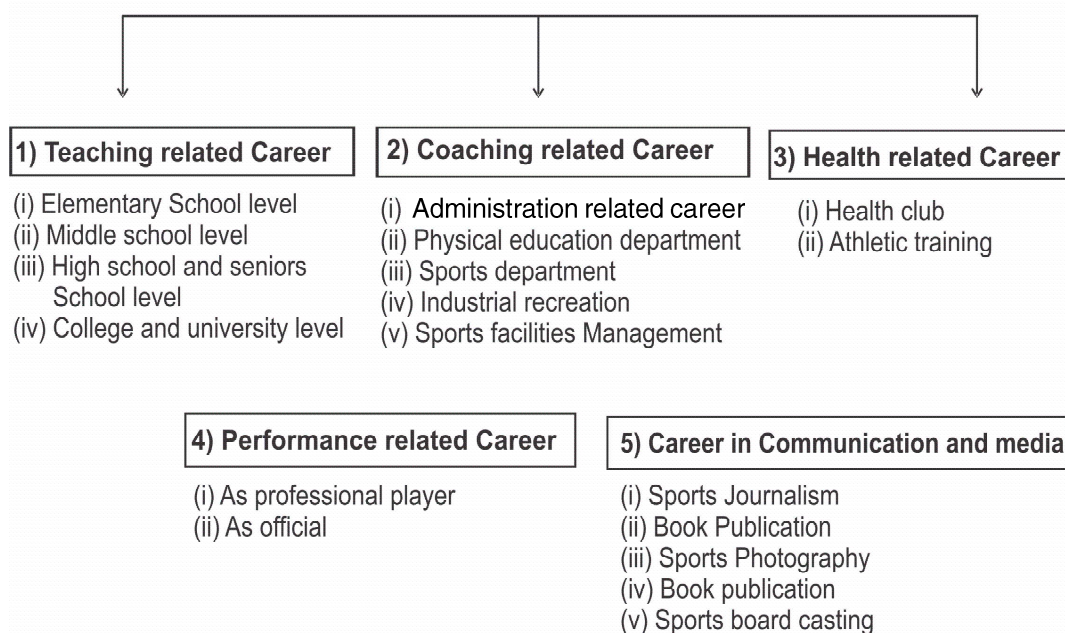 1) Teaching related Career
(i) Elementary School level
(ii) Middle school level
(iii) High school and seniors
School level
(iv) College and university level
2) Coaching related Career
(i) Administration related career
(ii) Physical education department
(iii) Sports department
(iv) Industrial recreation
(v) Sports facilities Management
3) Health related Career
(i) Health club
(ii) Athletic training
4) Performance related Career
(i) As professional player
(ii) As official
5) Career in Communication and media
(i) Sports Journalism
(ii) Book Publication
(iii) Sports Photography
(iv) Book publication
(v) Sports board casting